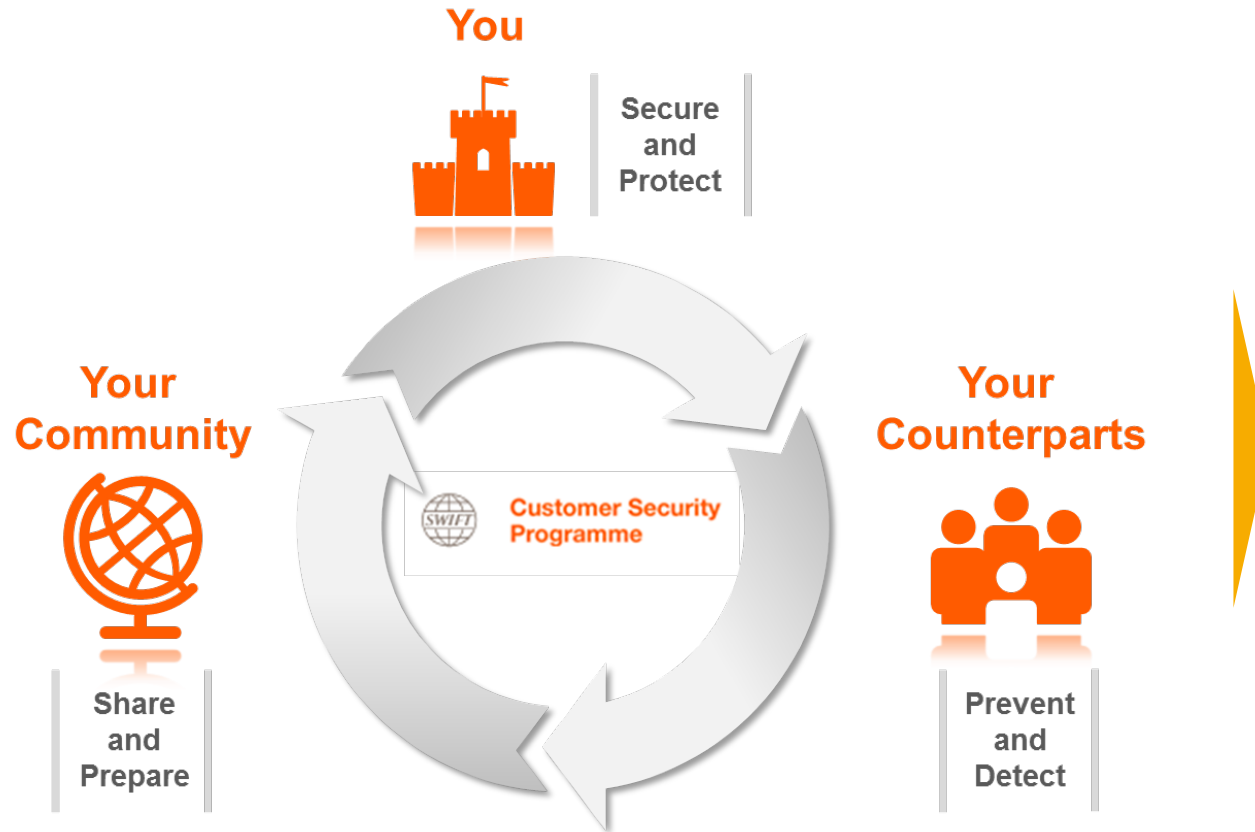 You
Secure
and
Protect
Your
Community
Your
Counterparts
SWIFT
Customer Security
Programme
Share
and
Prepare
Prevent
and
Detect